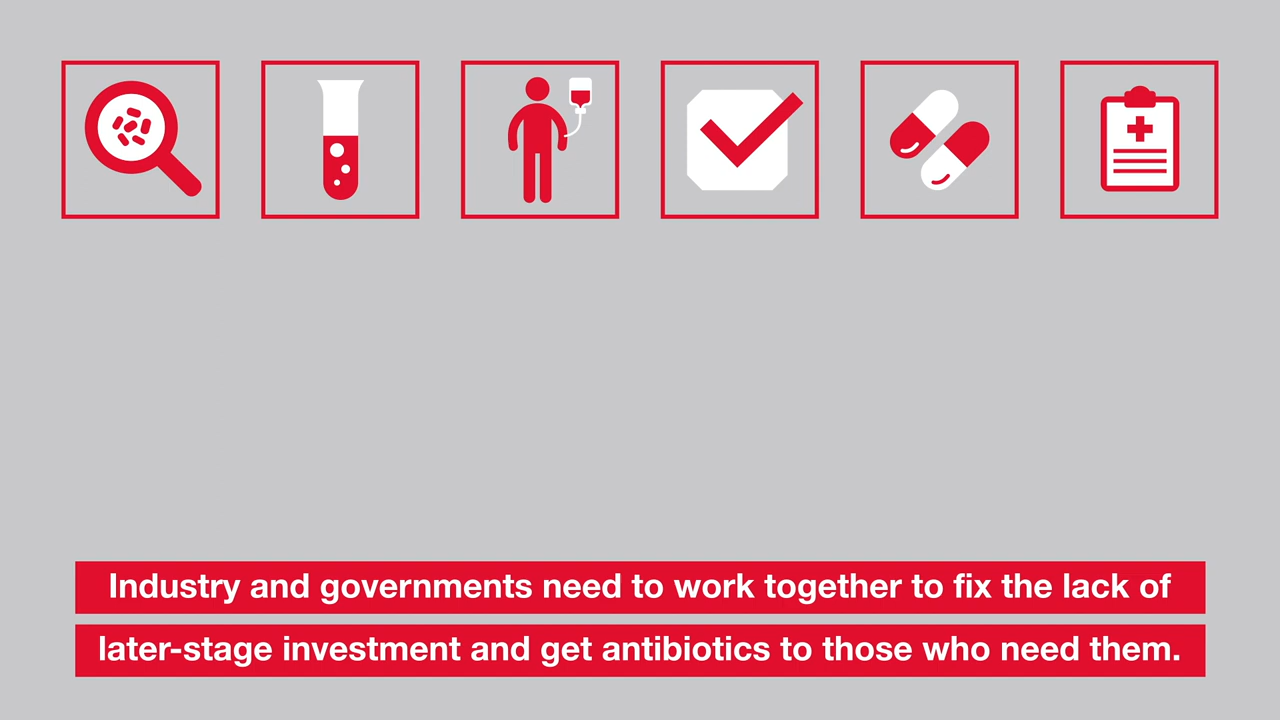 Industry and governments need to work together to fix the lack of
later-stage investment and get antibiotics to those who need them.